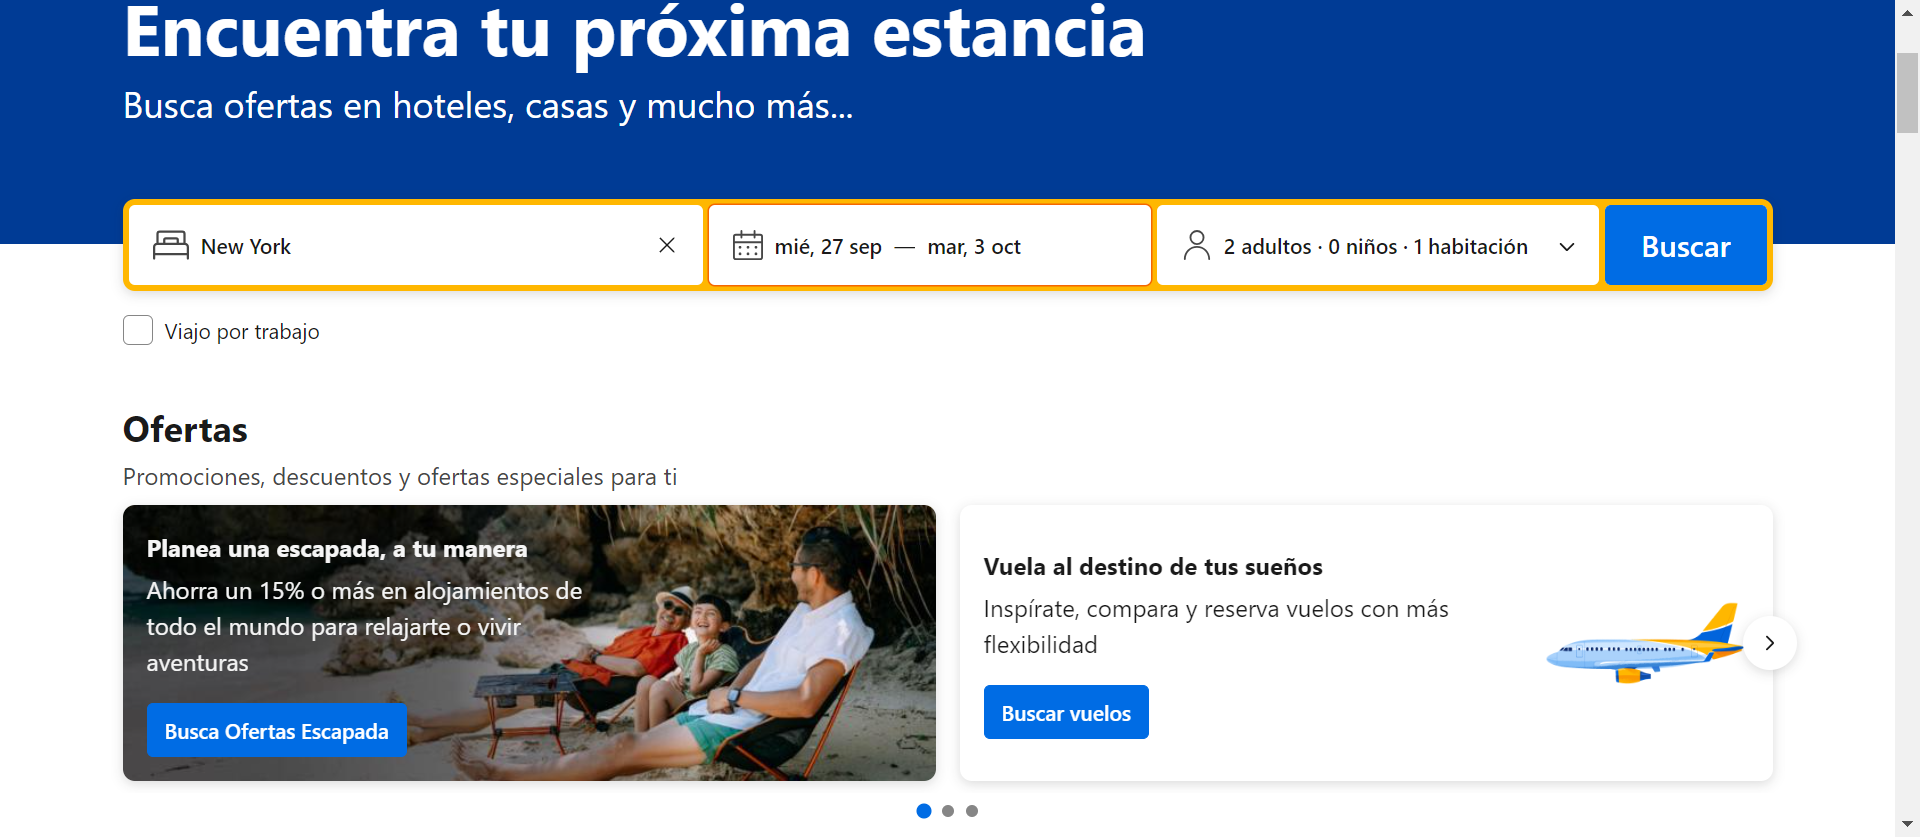 Encuentra tu próxima estancia
Busca ofertas en hoteles, casas y mucho más...
New York
mié, 27 sep — mar, 3 oct
2 adultos · 0 niños · 1 habitación
Buscar
Viajo por trabajo
Ofertas
Promociones, descuentos y ofertas especiales para ti
Planea una escapada, a tu manera
Ahorra un 15% o más en alojamientos de
todo el mundo para relajarte o vivir
aventuras
Busca Ofertas Escapada
Vuela al destino de tus sueños
Inspírate, compara y reserva vuelos con más
flexibilidad
Buscar vuelos